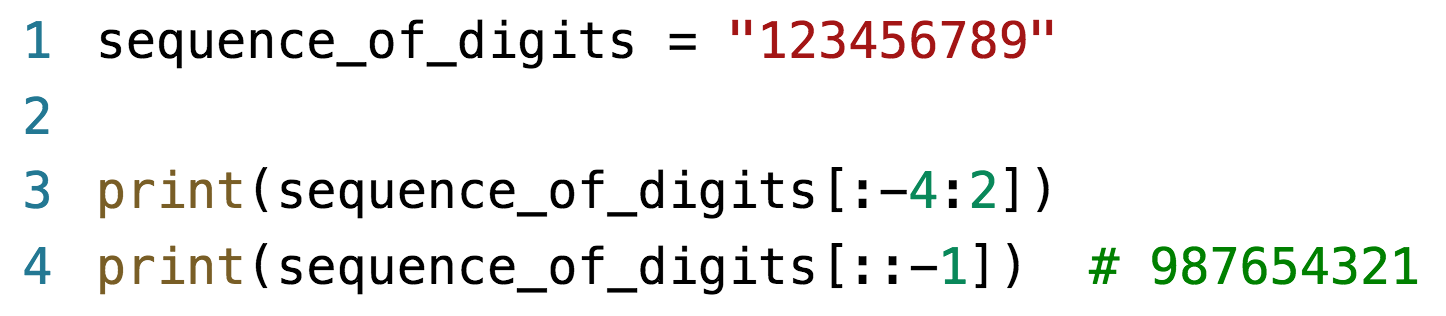 1 sequence_of_digits = "123456789"
2
3 print(sequence_of_digits[:-4:2])
4 print(sequence_of_digits[::-1])  # 987654321